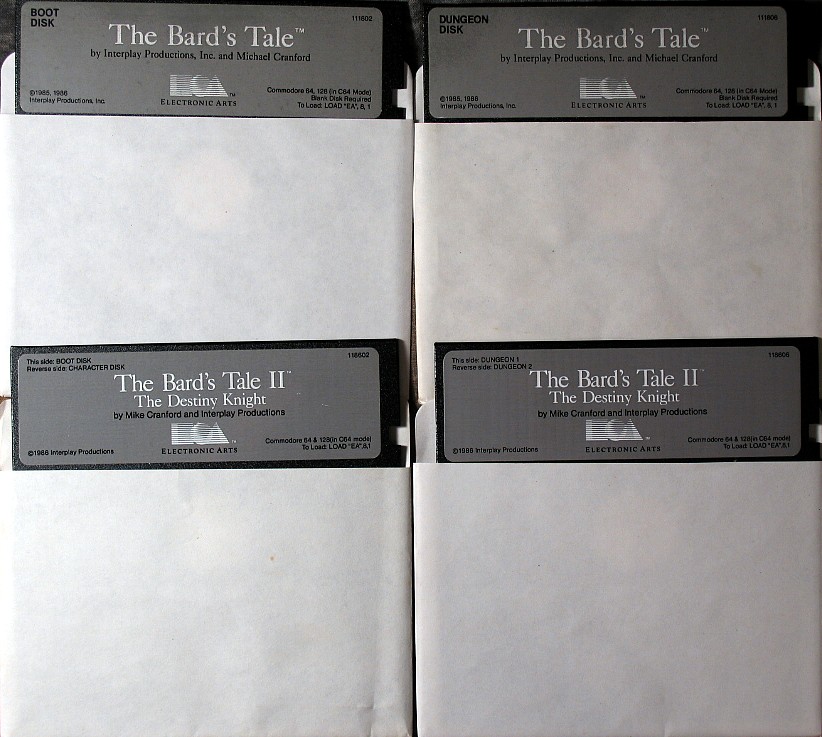 BOOT
DISK
111602
The Bard's Tale™
by Interplay Productions, Inc. and Michael Cranford
©1985, 1986
Interplay Productions, Inc.
EA™
ELECTRONIC ARTS
Commodore 64, 128 (in C64 Mode)
Blank Disk Required
To Load: LOAD "EA", 8, 1
DUNGEON
DISK
111606
The Bard's Tale™
by Interplay Productions, Inc. and Michael Cranford
©1985, 1986
Interplay Productions, Inc.
EA™
ELECTRONIC ARTS
Commodore 64, 128 (in C64 Mode)
Blank Disk Required
To Load: LOAD "EA", 8, 1
This side: BOOT DISK
Reverse side: CHARACTER DISK
116602
The Bard's Tale II™
The Destiny Knight
by Mike Cranford and Interplay Productions
©1986 Interplay Productions
EA™
ELECTRONIC ARTS
Commodore 64 & 128(in C64 mode)
To Load: LOAD "EA",8,1
This side: DUNGEON 1
Reverse side: DUNGEON 2
116606
The Bard's Tale II™
The Destiny Knight
by Mike Cranford and Interplay Productions
©1986 Interplay Productions
EA™
ELECTRONIC ARTS
Commodore 64 & 128(in C64 mode)
To Load: LOAD "EA",8,1